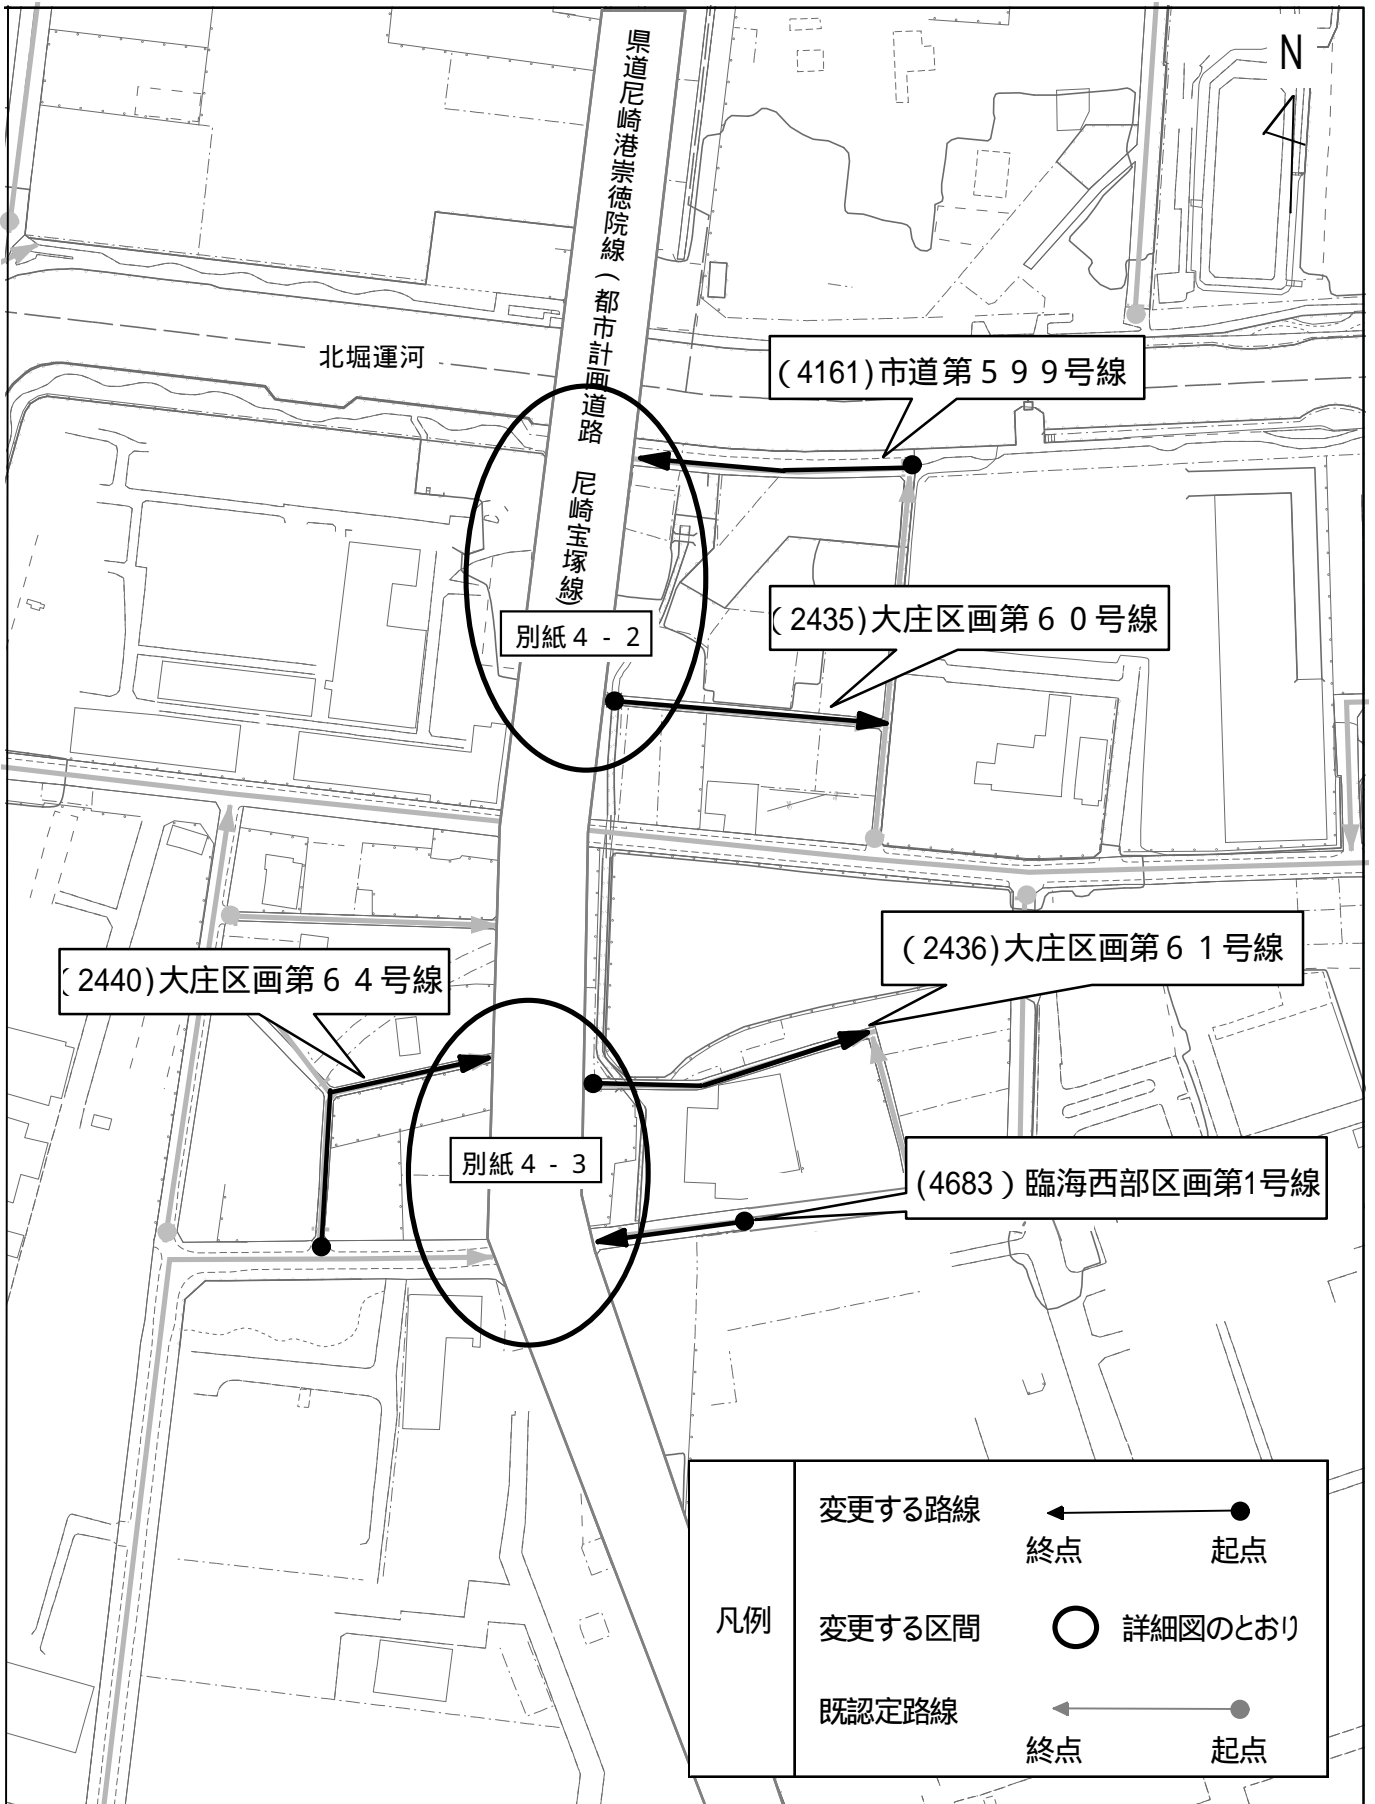 N
県道尼崎港崇徳院線(都市計画道路　尼崎宝塚線)
北堀運河
(4161)市道第５９９号線
(2435)大庄区画第６０号線
別紙４-２
(2436)大庄区画第６１号線
(2440)大庄区画第６４号線
別紙４-３
(4683)臨海西部区画第1号線
凡例
変更する路線
終点 起点
変更する区間 詳細図のとおり
既認定路線
終点 起点